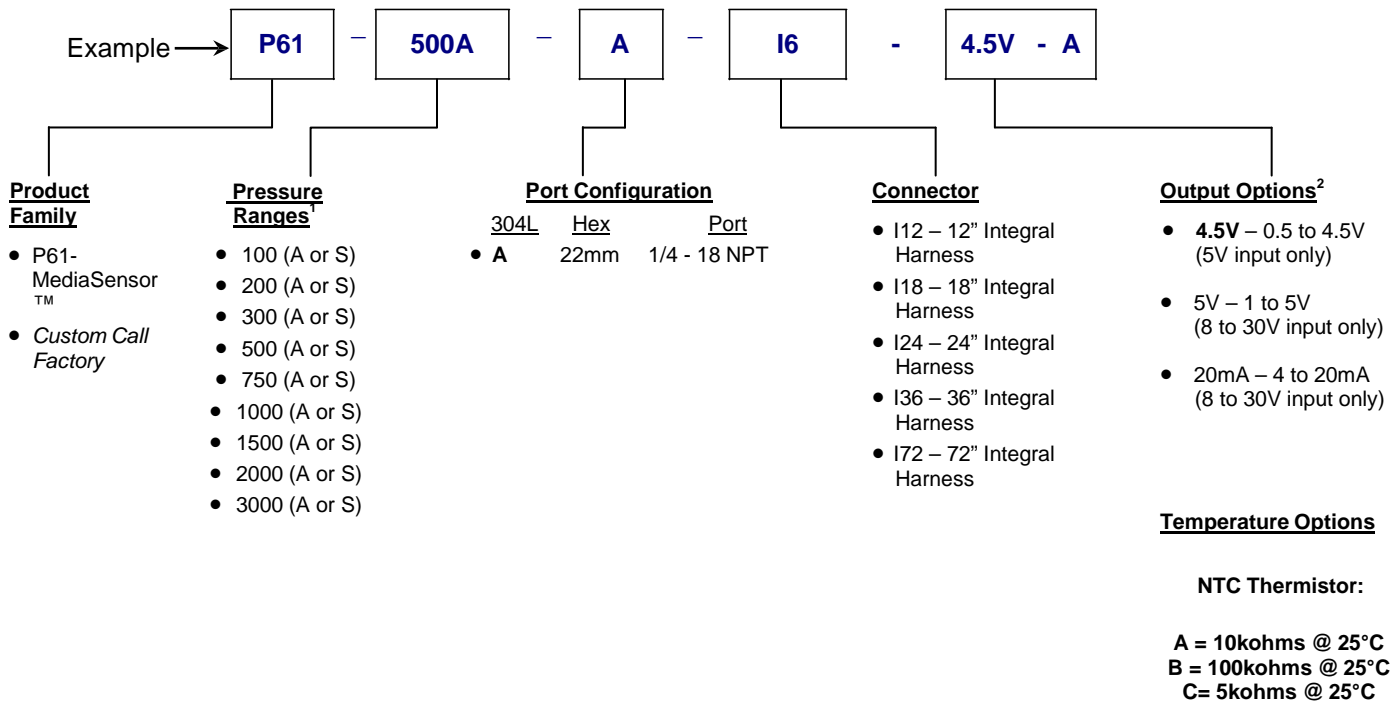 Example P61 – 500A – A – I6 - 4.5V - A
Product
Family
• P61-
MediaSensor
™
• Custom Call
Factory
Pressure
Ranges¹
• 100 (A or S)
• 200 (A or S)
• 300 (A or S)
• 500 (A or S)
• 750 (A or S)
• 1000 (A or S)
• 1500 (A or S)
• 2000 (A or S)
• 3000 (A or S)
Port Configuration
304L Hex Port
• A 22mm 1/4 - 18 NPT
Connector
• I12 – 12” Integral
Harness
• I18 – 18” Integral
Harness
• I24 – 24” Integral
Harness
• I36 – 36” Integral
Harness
• I72 – 72” Integral
Harness
Output Options²
• 4.5V – 0.5 to 4.5V
(5V input only)
• 5V – 1 to 5V
(8 to 30V input only)
• 20mA – 4 to 20mA
(8 to 30V input only)
Temperature Options
NTC Thermistor:
A = 10kohms @ 25°C
B = 100kohms @ 25°C
C= 5kohms @ 25°C